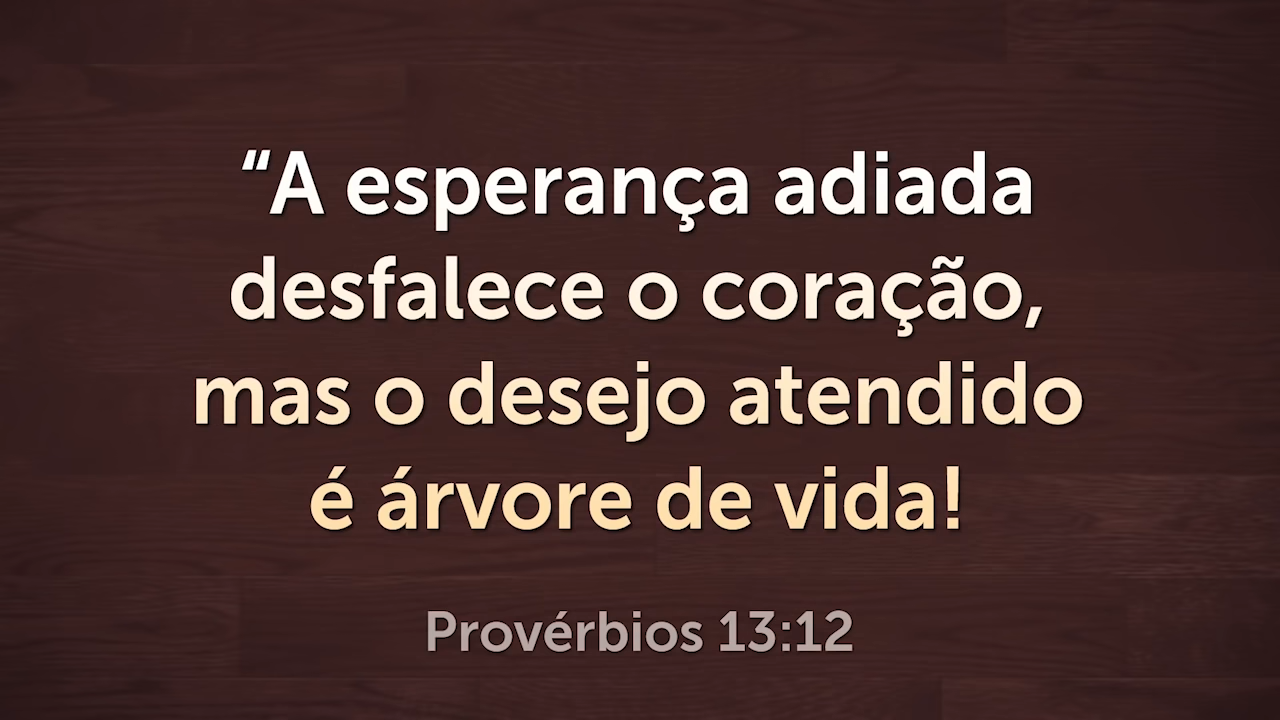 “A esperança adiada
desfalece o coração,
mas o desejo atendido
é árvore de vida!
Provérbios 13:12